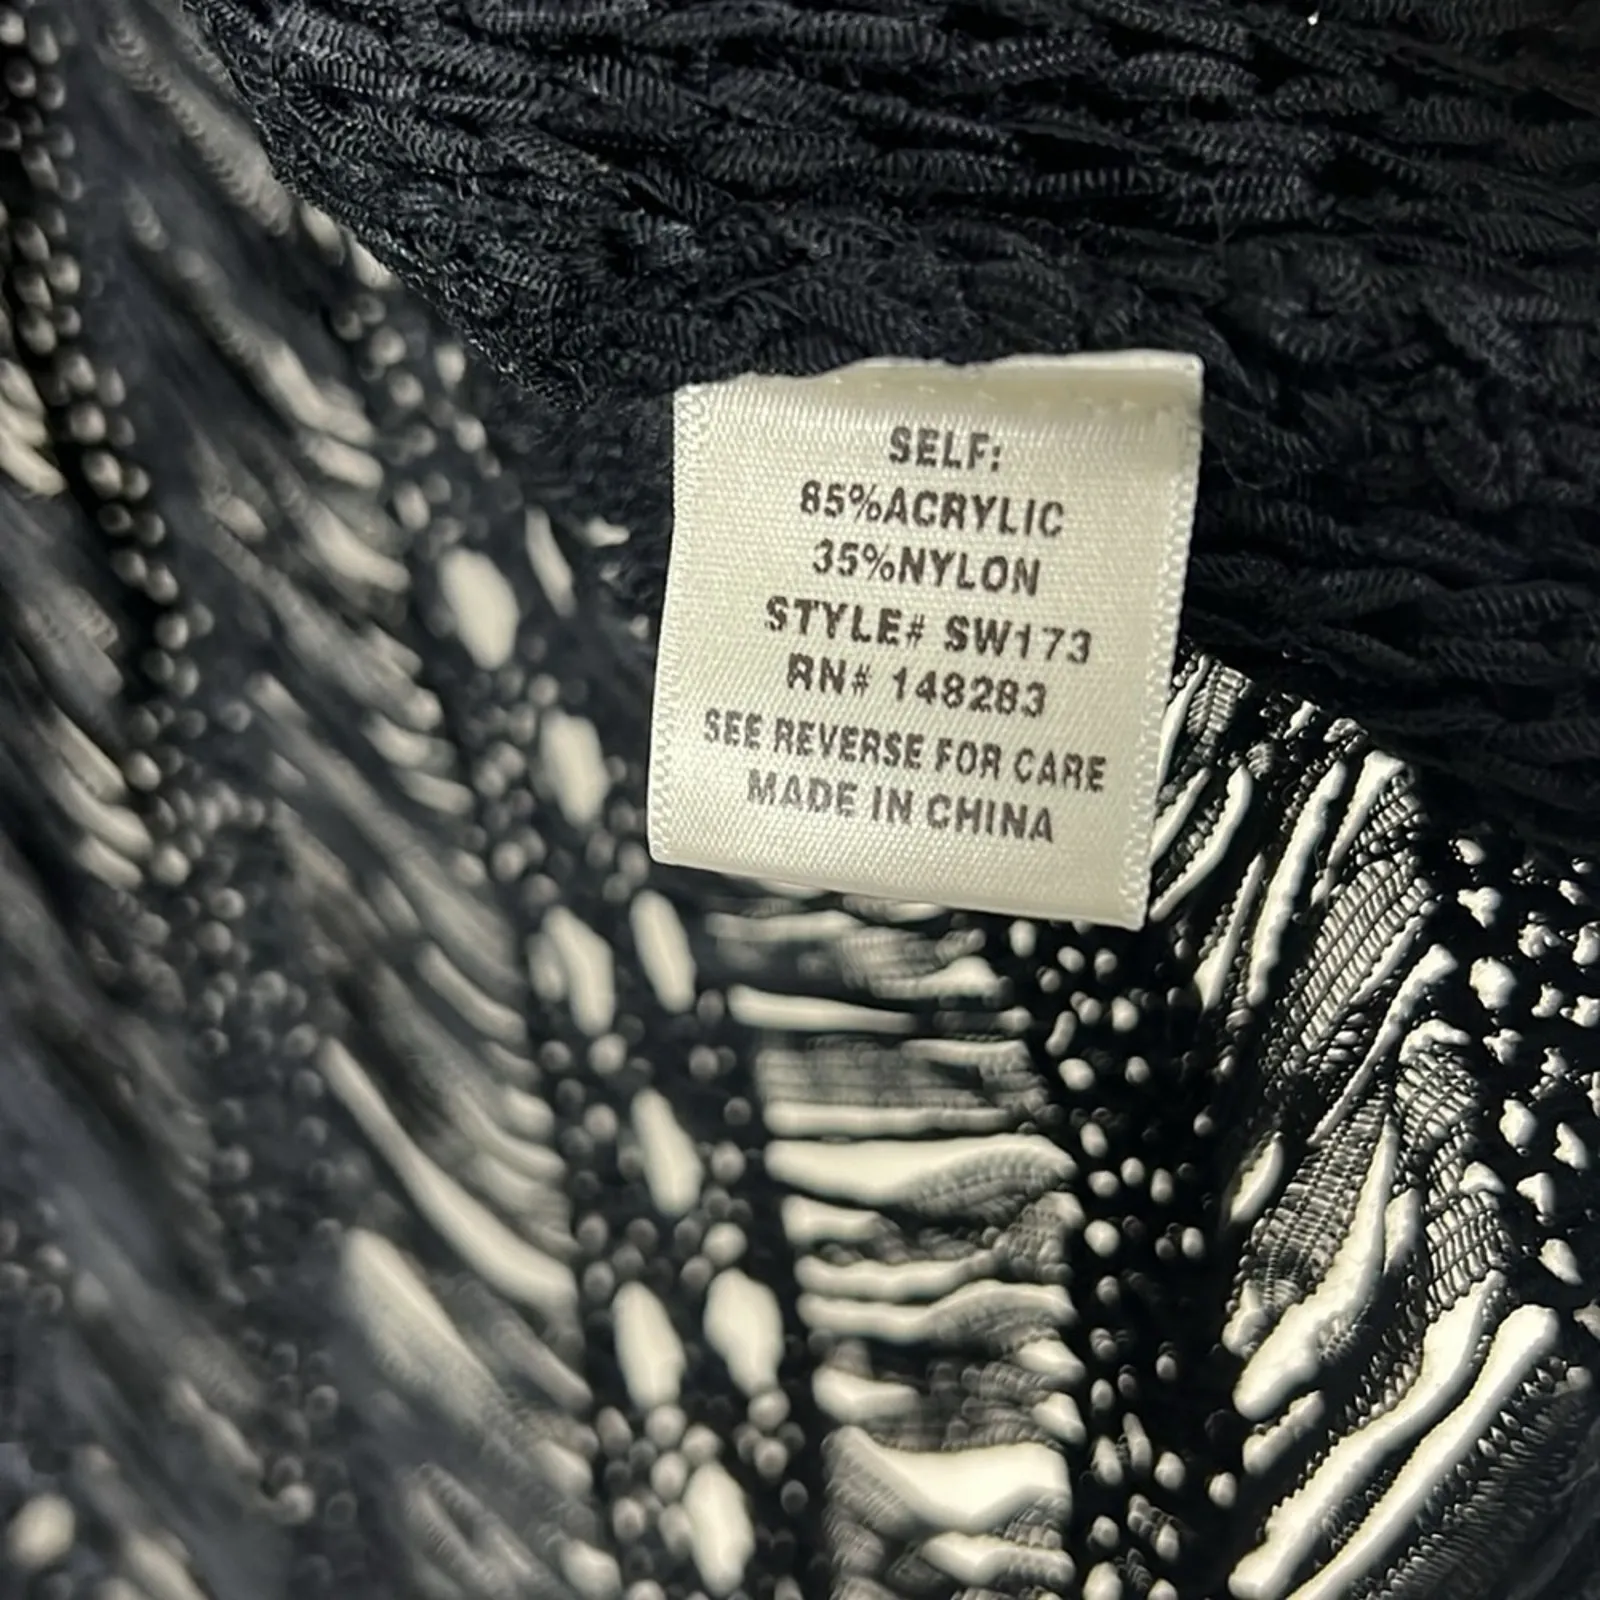 SELF:
85%ACRYLIC
35%NYLON
STYLE# SW173
RN# 148283
SEE REVERSE FOR CARE
MADE IN CHINA